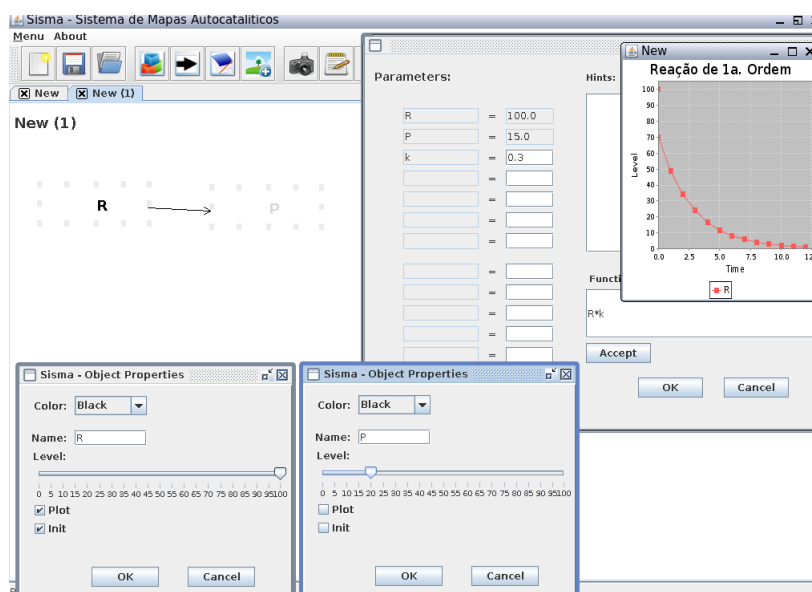 Sisma - Sistema de Mapas Autocataliticos
Menu About
New New (1)
New (1)
R
P
Parameters:
Hints:
R = 100.0
P = 15.0
k = 0.3
=
=
=
=
=
=
=
=
=
Functi
R*k
Accept
OK Cancel
New
Reação de 1a. Ordem
Level
100
90
80
70
60
50
40
30
20
10
0
0.0 2.5 5.0 7.5 10.0 12
Time
R
Sisma - Object Properties
Color: Black
Name: R
Level:
0 5 10 15 20 25 30 35 40 45 50 55 60 65 70 75 80 85 90 95 100
Plot
Init
OK Cancel
Sisma - Object Properties
Color: Black
Name: P
Level:
0 5 10 15 20 25 30 35 40 45 50 55 60 65 70 75 80 85 90 95 100
Plot
Init
OK Cancel